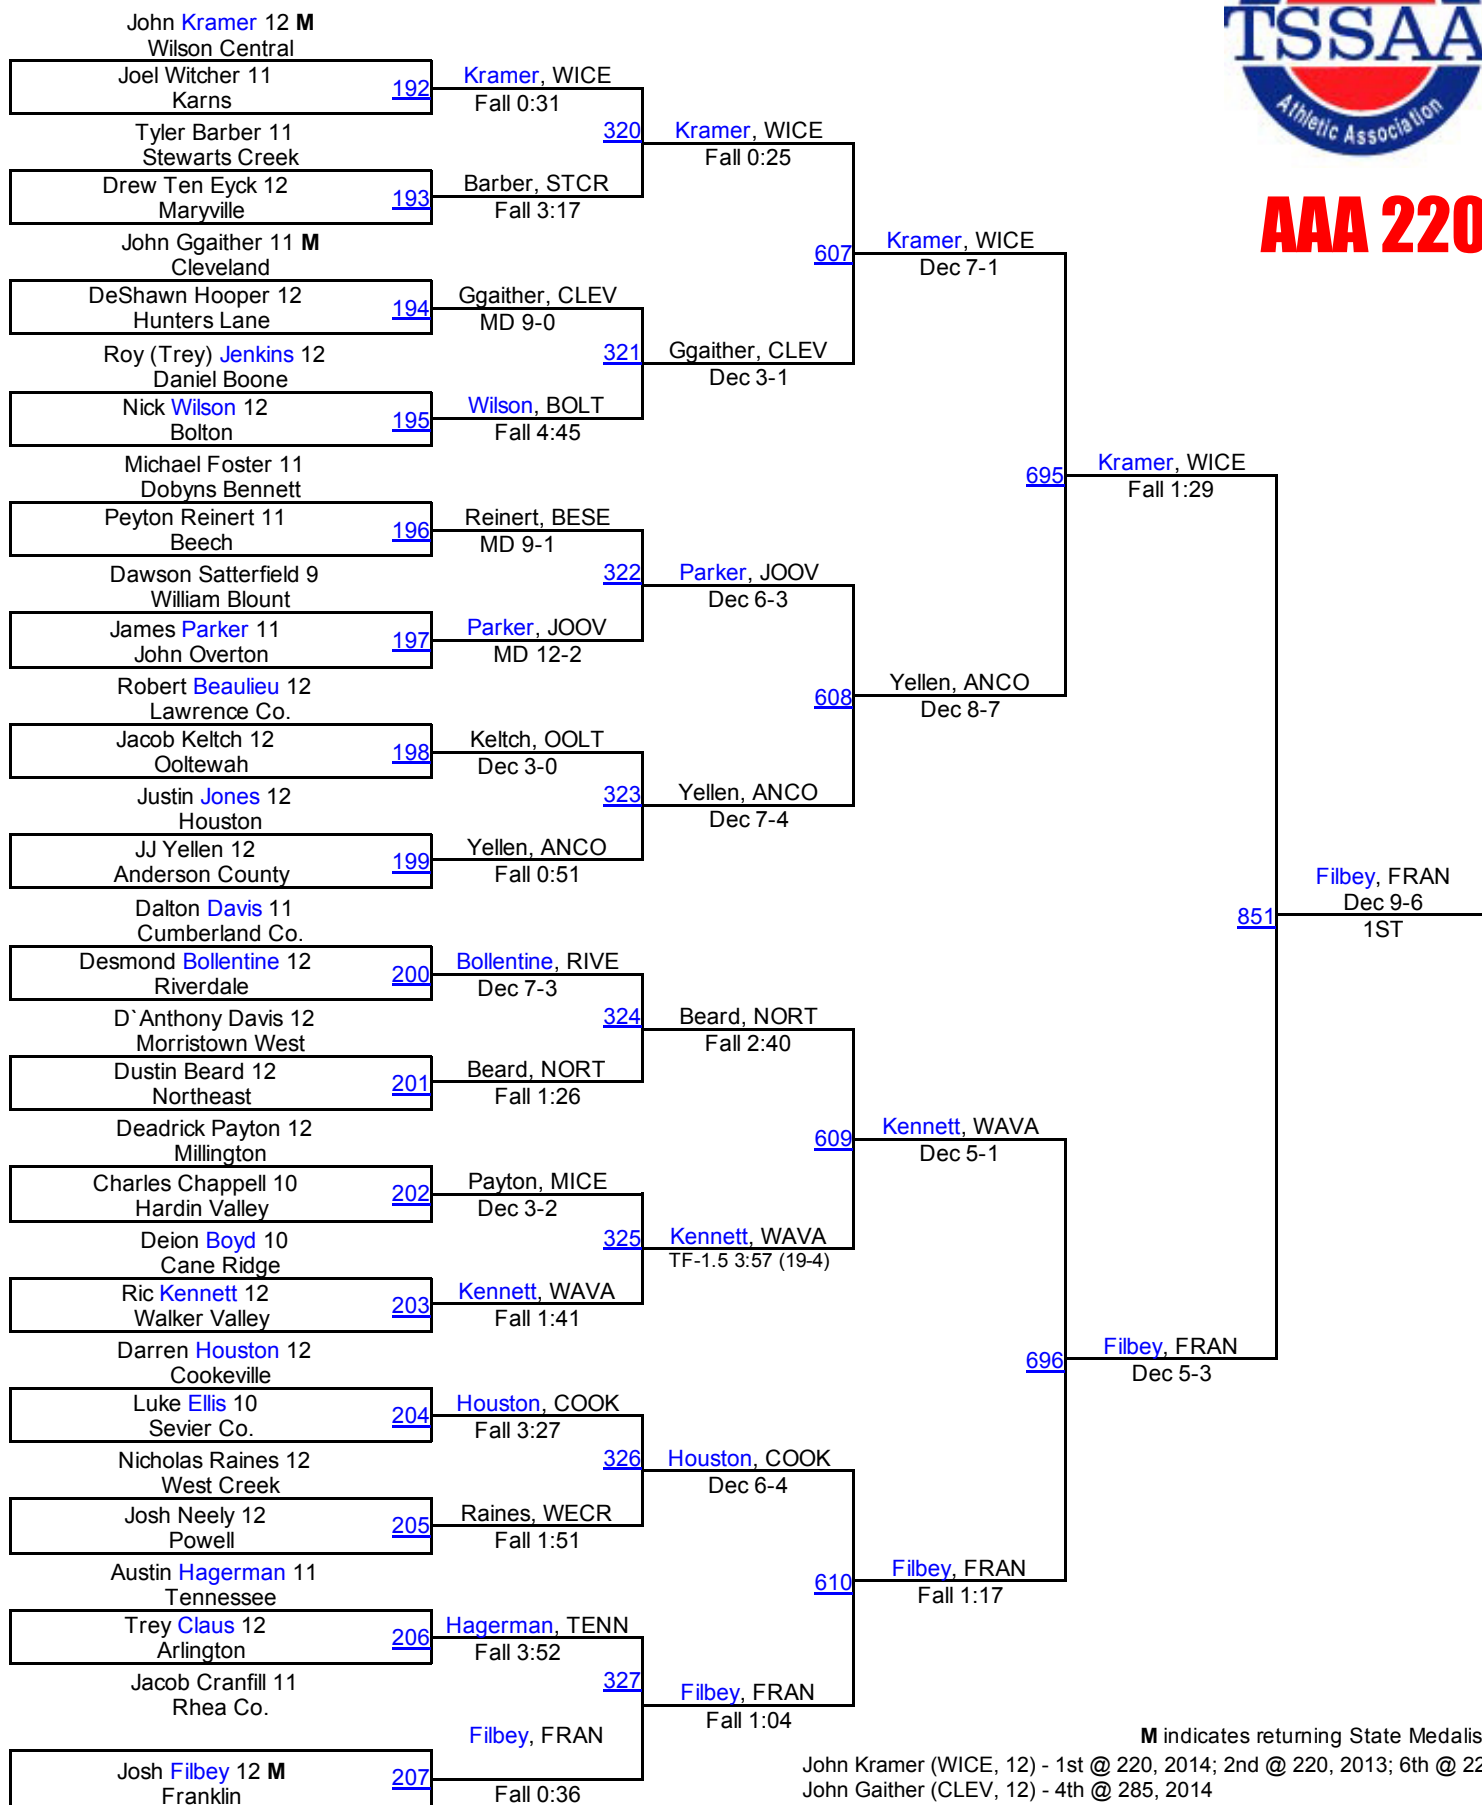 TSSAA
Athletic Association
AAA 220
John Kramer 12 M
Wilson Central
Joel Witcher 11
Karns
192
Kramer, WICE
Fall 0:31
Tyler Barber 11
Stewarts Creek
Drew Ten Eyck 12
Maryville
193
Barber, STCR
Fall 3:17
320
Kramer, WICE
Fall 0:25
John Ggaither 11 M
Cleveland
DeShawn Hooper 12
Hunters Lane
194
Ggaither, CLEV
MD 9-0
Roy (Trey) Jenkins 12
Daniel Boone
Nick Wilson 12
Bolton
195
Wilson, BOLT
Fall 4:45
321
Ggaither, CLEV
Dec 3-1
607
Kramer, WICE
Dec 7-1
Michael Foster 11
Dobyns Bennett
Peyton Reinert 11
Beech
196
Reinert, BESE
MD 9-1
Dawson Satterfield 9
William Blount
James Parker 11
John Overton
197
Parker, JOOV
MD 12-2
322
Parker, JOOV
Dec 6-3
Robert Beaulieu 12
Lawrence Co.
Jacob Keltch 12
Ooltewah
198
Keltch, OOLT
Dec 3-0
Justin Jones 12
Houston
JJ Yellen 12
Anderson County
199
Yellen, ANCO
Fall 0:51
323
Yellen, ANCO
Dec 7-4
608
Yellen, ANCO
Dec 8-7
695
Kramer, WICE
Fall 1:29
Dalton Davis 11
Cumberland Co.
Desmond Bollentine 12
Riverdale
200
Bollentine, RIVE
Dec 7-3
D`Anthony Davis 12
Morristown West
Dustin Beard 12
Northeast
201
Beard, NORT
Fall 1:26
324
Beard, NORT
Fall 2:40
Deadrick Payton 12
Millington
Charles Chappell 10
Hardin Valley
202
Payton, MICE
Dec 3-2
Deion Boyd 10
Cane Ridge
Ric Kennett 12
Walker Valley
203
Kennett, WAVA
Fall 1:41
325
Kennett, WAVA
TF-1.5 3:57 (19-4)
609
Kennett, WAVA
Dec 5-1
Darren Houston 12
Cookeville
Luke Ellis 10
Sevier Co.
204
Houston, COOK
Fall 3:27
Nicholas Raines 12
West Creek
Josh Neely 12
Powell
205
Raines, WECR
Fall 1:51
326
Houston, COOK
Dec 6-4
Austin Hagerman 11
Tennessee
Trey Claus 12
Arlington
206
Hagerman, TENN
Fall 3:52
Jacob Cranfill 11
Rhea Co.
Josh Filbey 12 M
Franklin
207
Filbey, FRAN
Fall 0:36
327
Filbey, FRAN
Fall 1:04
610
Filbey, FRAN
Fall 1:17
696
Filbey, FRAN
Dec 5-3
851
Filbey, FRAN
Dec 9-6
1ST
M indicates returning State Medalis
John Kramer (WICE, 12) - 1st @ 220, 2014; 2nd @ 220, 2013; 6th @ 22
John Gaither (CLEV, 12) - 4th @ 285, 2014